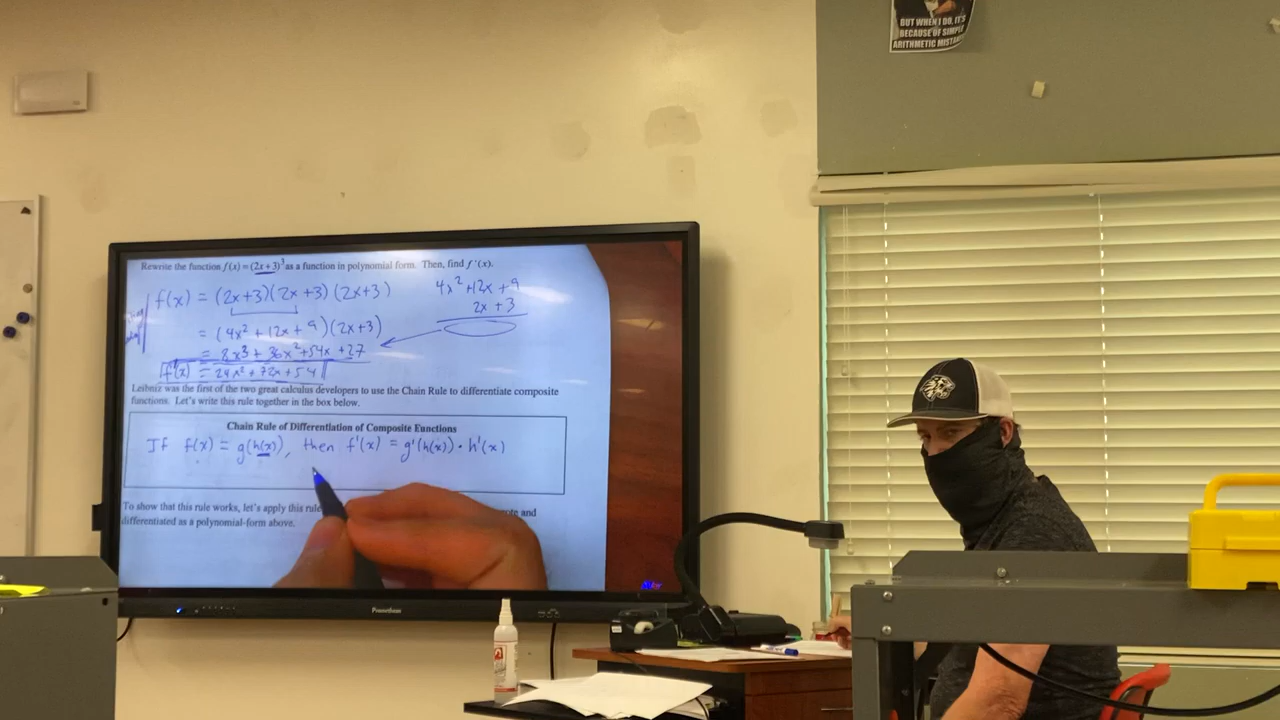 BUT WHEN I DO, IT'S
BECAUSE OF SIMPLE
ARITHMETIC
Rewrite the function f(x) = (2x+3)³ as a function in polynomial form. Then, find f'(x).
f(x) = (2x+3)(2x+3)(2x+3)
= (4x² + 12x + 9)(2x+3)
= 8x³ + 36x² + 54x + 27
f'(x) = 24x² + 72x + 54
4x² + 12x + 9
2x + 3
Leibniz was the first of the two great calculus developers to use the Chain Rule to differentiate composite
functions. Let's write this rule together in the box below.
Chain Rule of Differentiation of Composite Functions
If f(x) = g(h(x)), then f'(x) = g'(h(x)) · h'(x)
To show that this rule works, let's apply this rule and
differentiated as a polynomial-form above.
Promethean